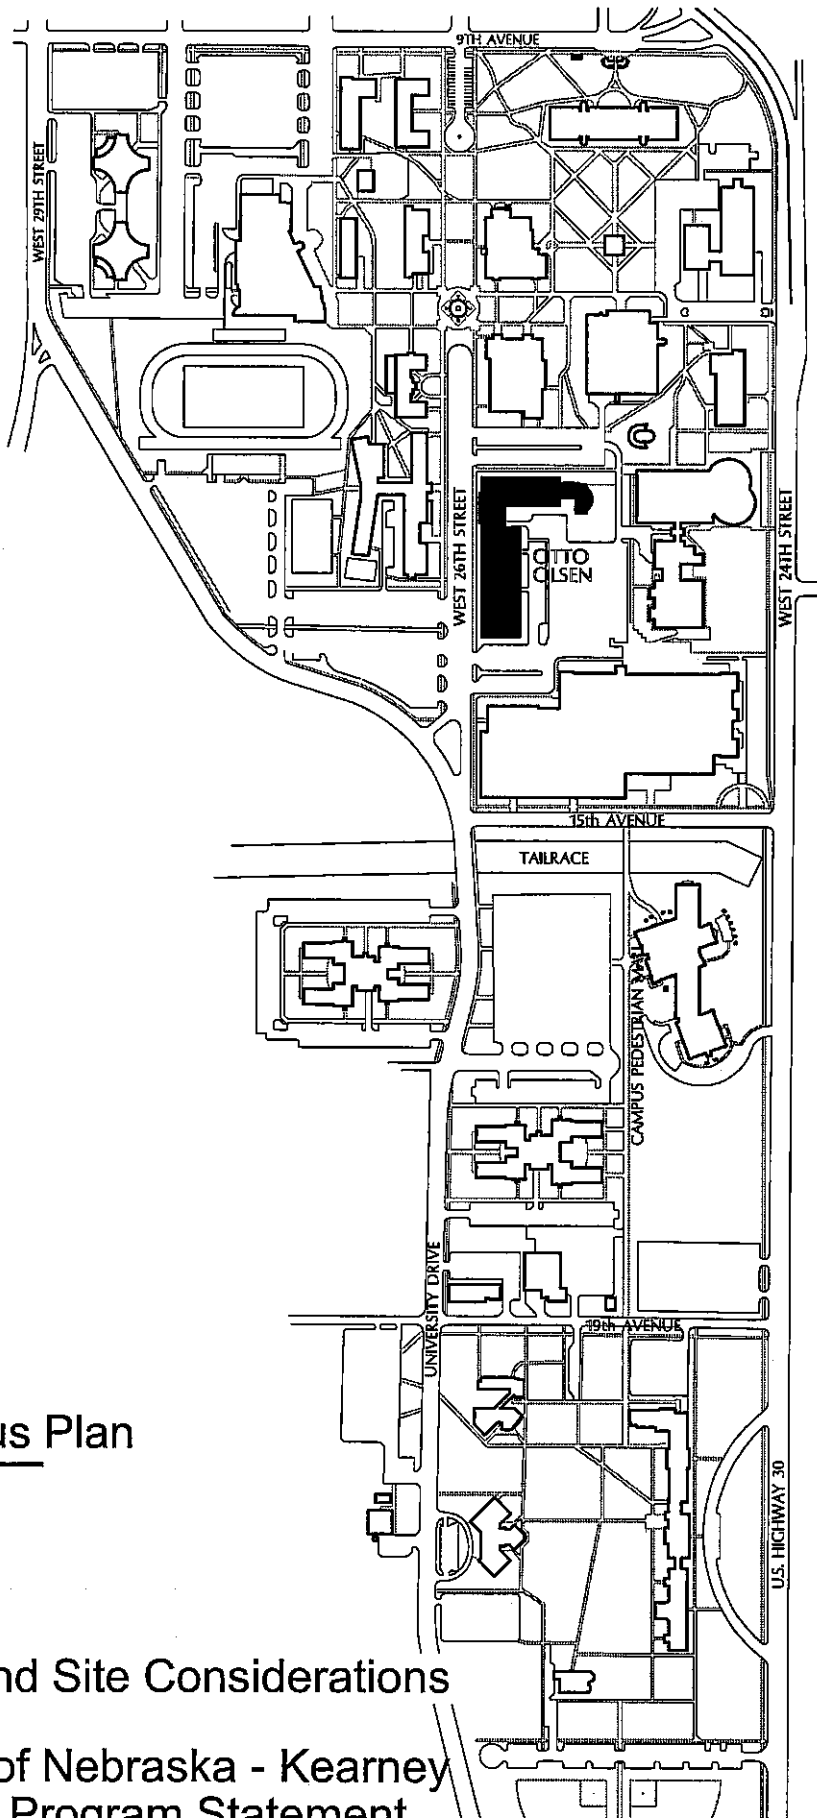 9TH AVENUE
WEST 29TH STREET
WEST 26TH STREET
OTTO
OLSEN
WEST 24TH STREET
15th AVENUE
TAILRACE
CAMPUS PEDESTRIAN MALL
UNIVERSITY DRIVE
19th AVENUE
us Plan
U.S. HIGHWAY 30
nd Site Considerations
of Nebraska - Kearney
Program Statement